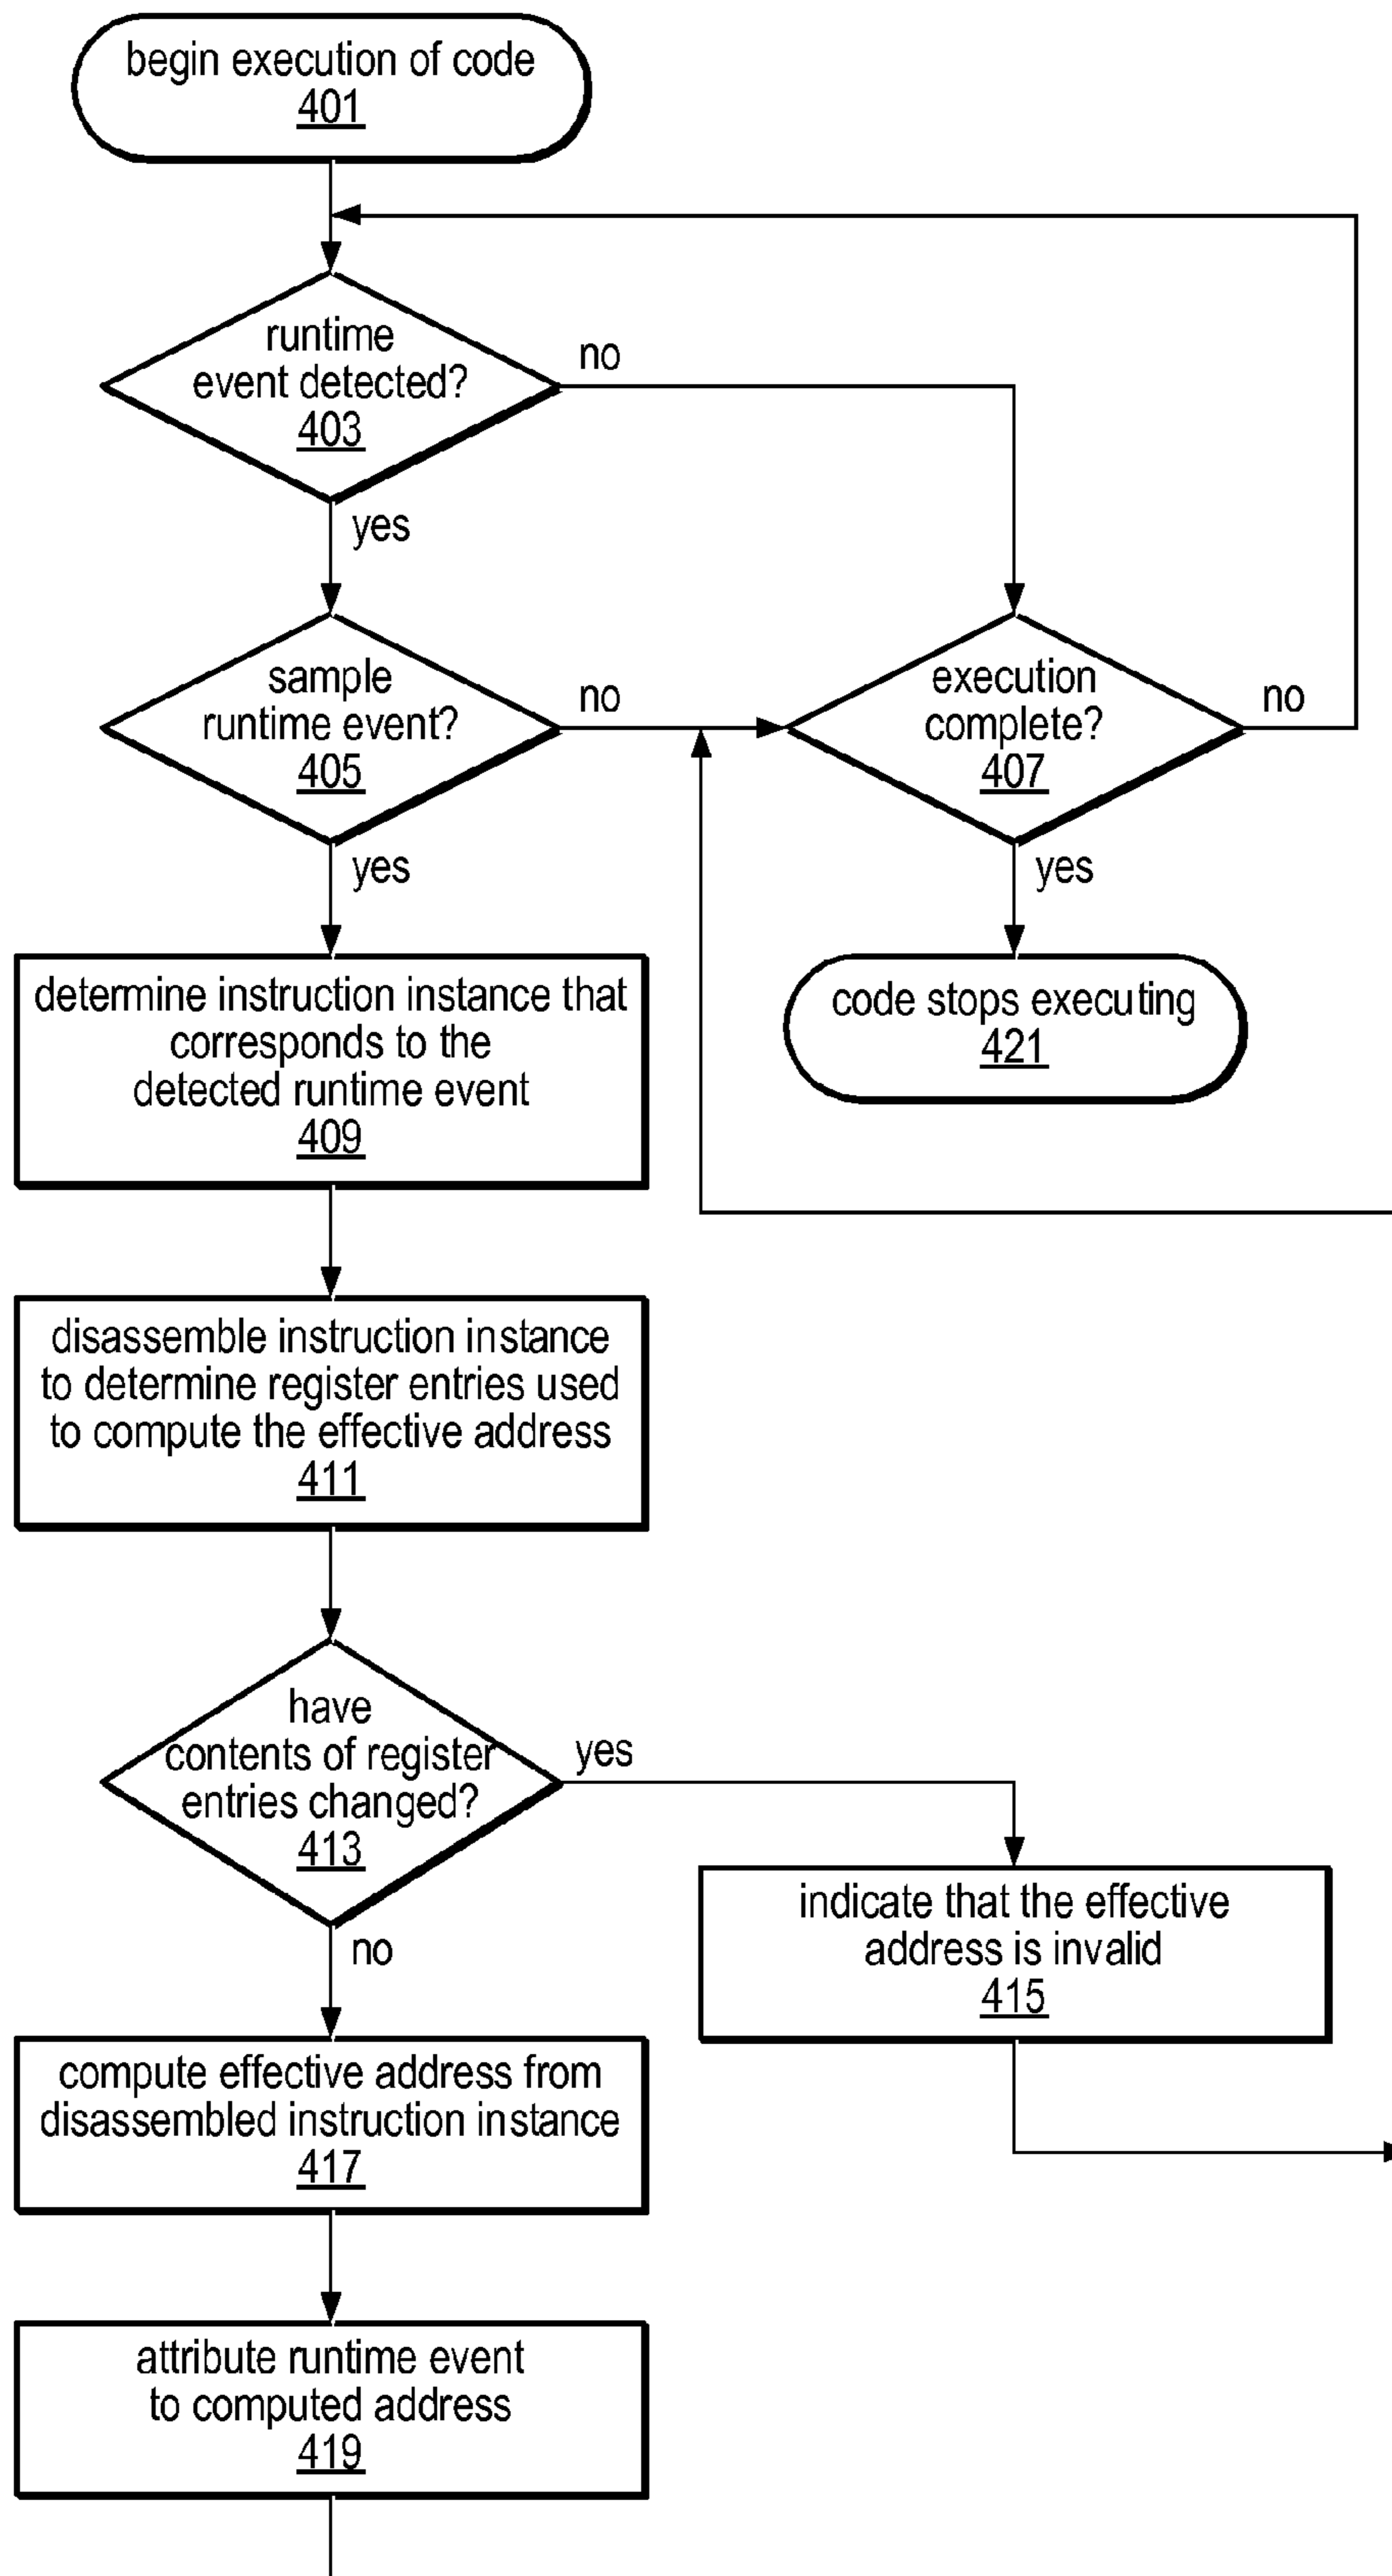 begin execution of code
401
runtime
event detected?
403
no
yes
sample
runtime event?
405
no
execution
complete?
407
no
yes
yes
determine instruction instance that
corresponds to the
detected runtime event
409
code stops executing
421
disassemble instruction instance
to determine register entries used
to compute the effective address
411
have
contents of register
entries changed?
413
yes
no
indicate that the effective
address is invalid
415
compute effective address from
disassembled instruction instance
417
attribute runtime event
to computed address
419